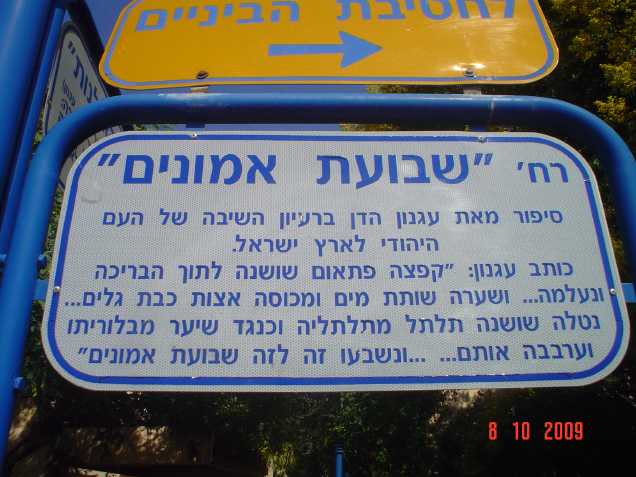 לחטיבת הביניים
רח' "שבועת אמונים"
סיפור מאת עגנון הדן ברעיון השיבה של העם
היהודי לארץ ישראל.
כותב עגנון: "קפצה פתאום שושנה לתוך הבריכה
ונעלמה... ושערה שותת מים ומכוסה אצות כבת גלים...
נטלה שושנה תלתל מתלתליה וכנגד שיער מבלוריתו
וערבבה אותם... ...ונשבעו זה לזה שבועת אמונים"
8 10 2009